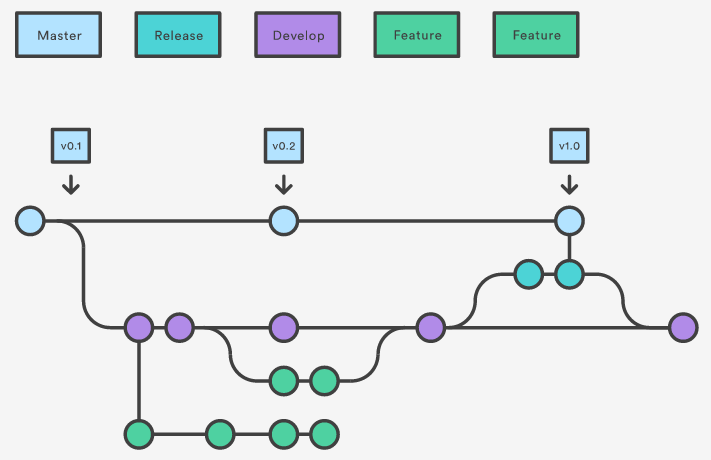 Master
Release
Develop
Feature
Feature
v0.1
v0.2
v1.0